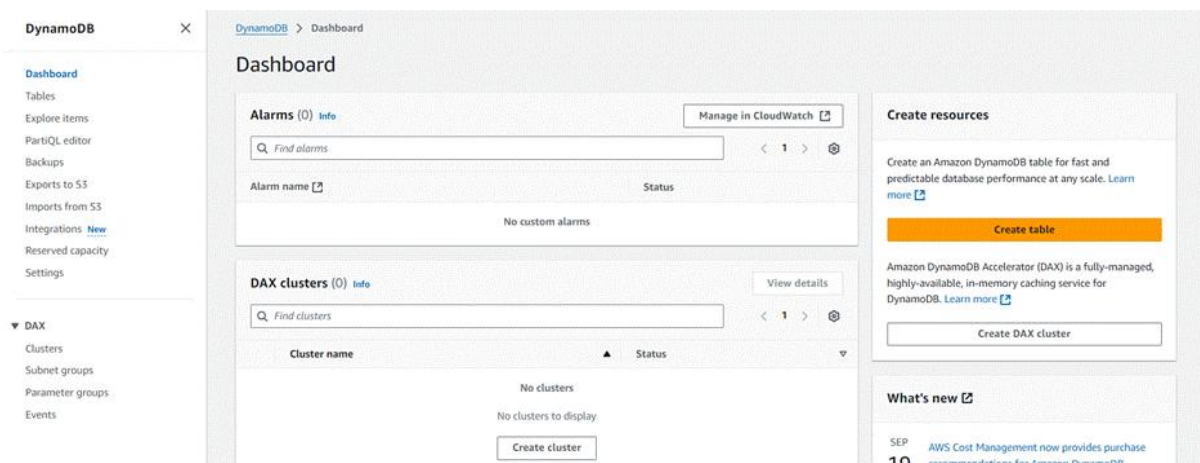 DynamoDB
Dashboard
Tables
Explore items
PartiQL editor
Backups
Exports to S3
Imports from S3
Integrations New
Reserved capacity
Settings
DAX
Clusters
Subnet groups
Parameter groups
Events
DynamoDB > Dashboard
Dashboard
Alarms (0) Info
Manage in CloudWatch
Find alarms
1
Alarm name
Status
No custom alarms
DAX clusters (0) Info
View details
Find clusters
1
Cluster name
Status
No clusters
No clusters to display
Create cluster
Create resources
Create an Amazon DynamoDB table for fast and
predictable database performance at any scale. Learn
more
Create table
Amazon DynamoDB Accelerator (DAX) is a fully-managed,
highly-available, in-memory caching service for
DynamoDB. Learn more
Create DAX cluster
What's new
SEP
19
AWS Cost Management now provides purchase
recommendations for Amazon DynamoDB